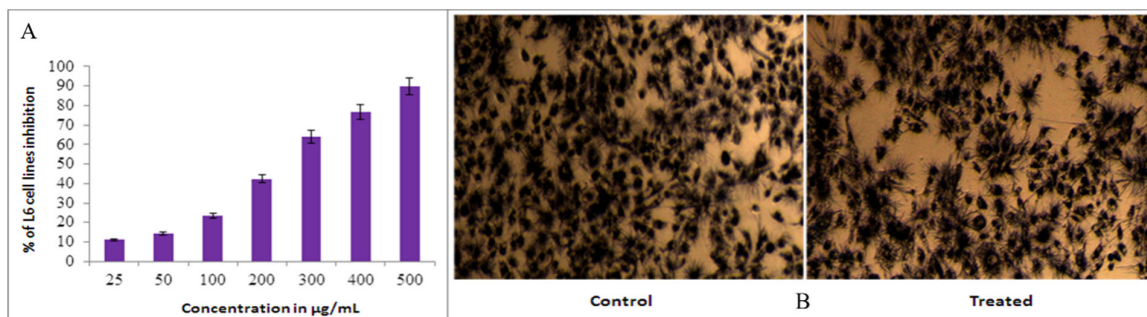 A
% of L6 cell lines inhibition
100
90
80
70
60
50
40
30
20
10
0
25 50 100 200 300 400 500
Concentration in µg/mL
Control B Treated